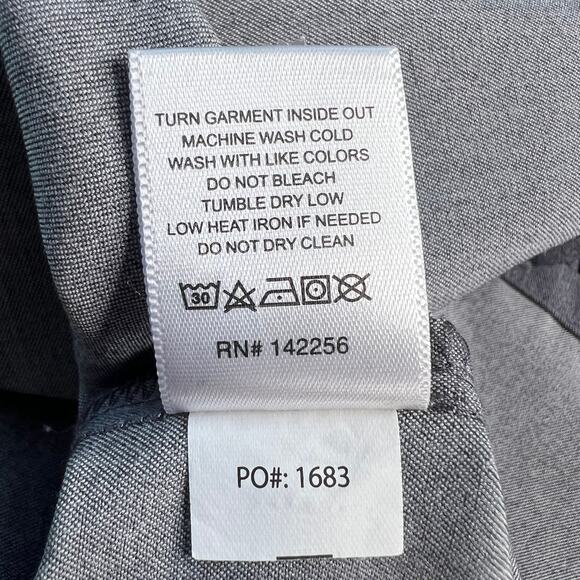 TURN GARMENT INSIDE OUT
MACHINE WASH COLD
WASH WITH LIKE COLORS
DO NOT BLEACH
TUMBLE DRY LOW
LOW HEAT IRON IF NEEDED
DO NOT DRY CLEAN
30
RN# 142256
PO#: 1683